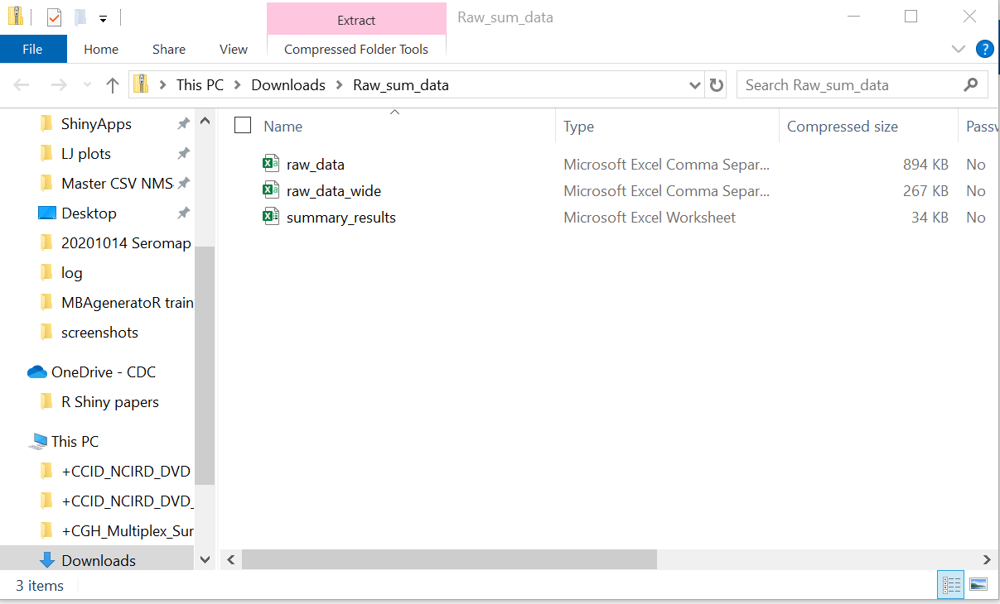 Extract
Raw_sum_data
File
Home
Share
View
Compressed Folder Tools
?
This PC > Downloads > Raw_sum_data
Search Raw_sum_data
ShinyApps
LJ plots
Master CSV NMS
Desktop
20201014 Seromap
log
MBAgeneratoR train
screenshots
OneDrive - CDC
R Shiny papers
This PC
+CCID_NCIRD_DVD
+CCID_NCIRD_DVD_
+CGH_Multiplex_Sur
Downloads
Name Type Compressed size Passw
raw_data Microsoft Excel Comma Separ... 894 KB No
raw_data_wide Microsoft Excel Comma Separ... 267 KB No
summary_results Microsoft Excel Worksheet 34 KB No
3 items